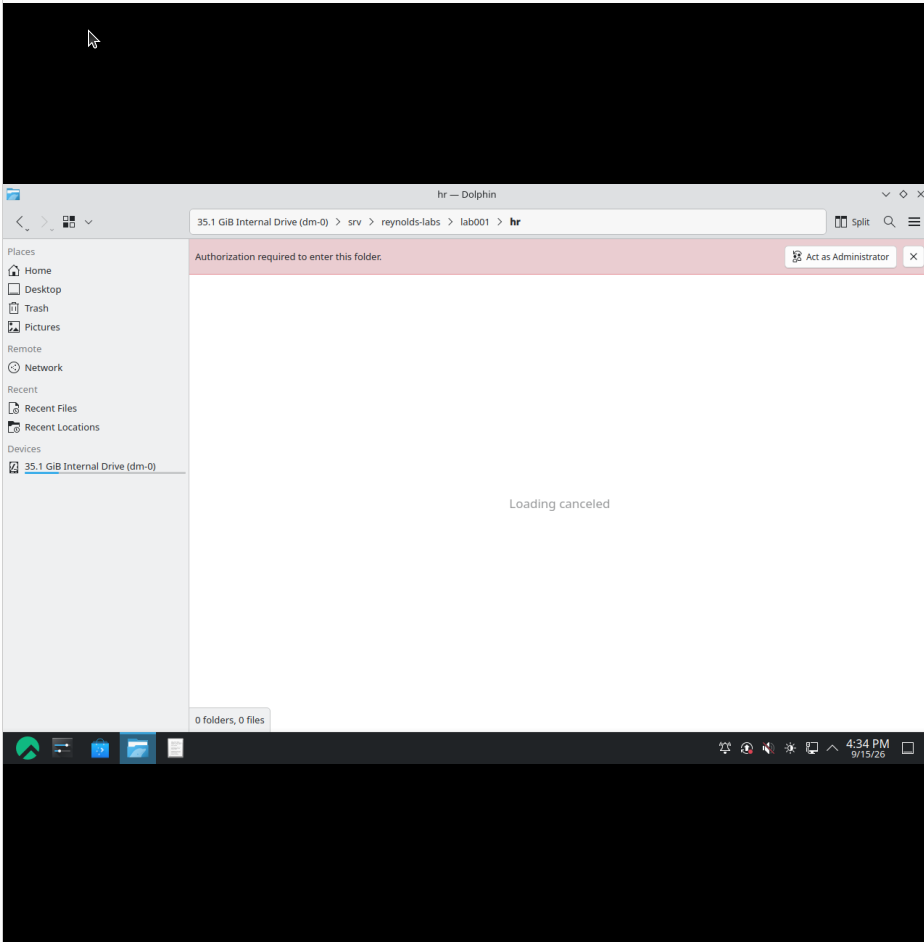 hr — Dolphin
35.1 GiB Internal Drive (dm-0) > srv > reynolds-labs > lab001 > hr
Split
Places
Authorization required to enter this folder.
Act as Administrator
Home
Desktop
Trash
Pictures
Remote
Network
Recent
Recent Files
Recent Locations
Devices
35.1 GiB Internal Drive (dm-0)
Loading canceled
0 folders, 0 files
4:34 PM
9/15/26